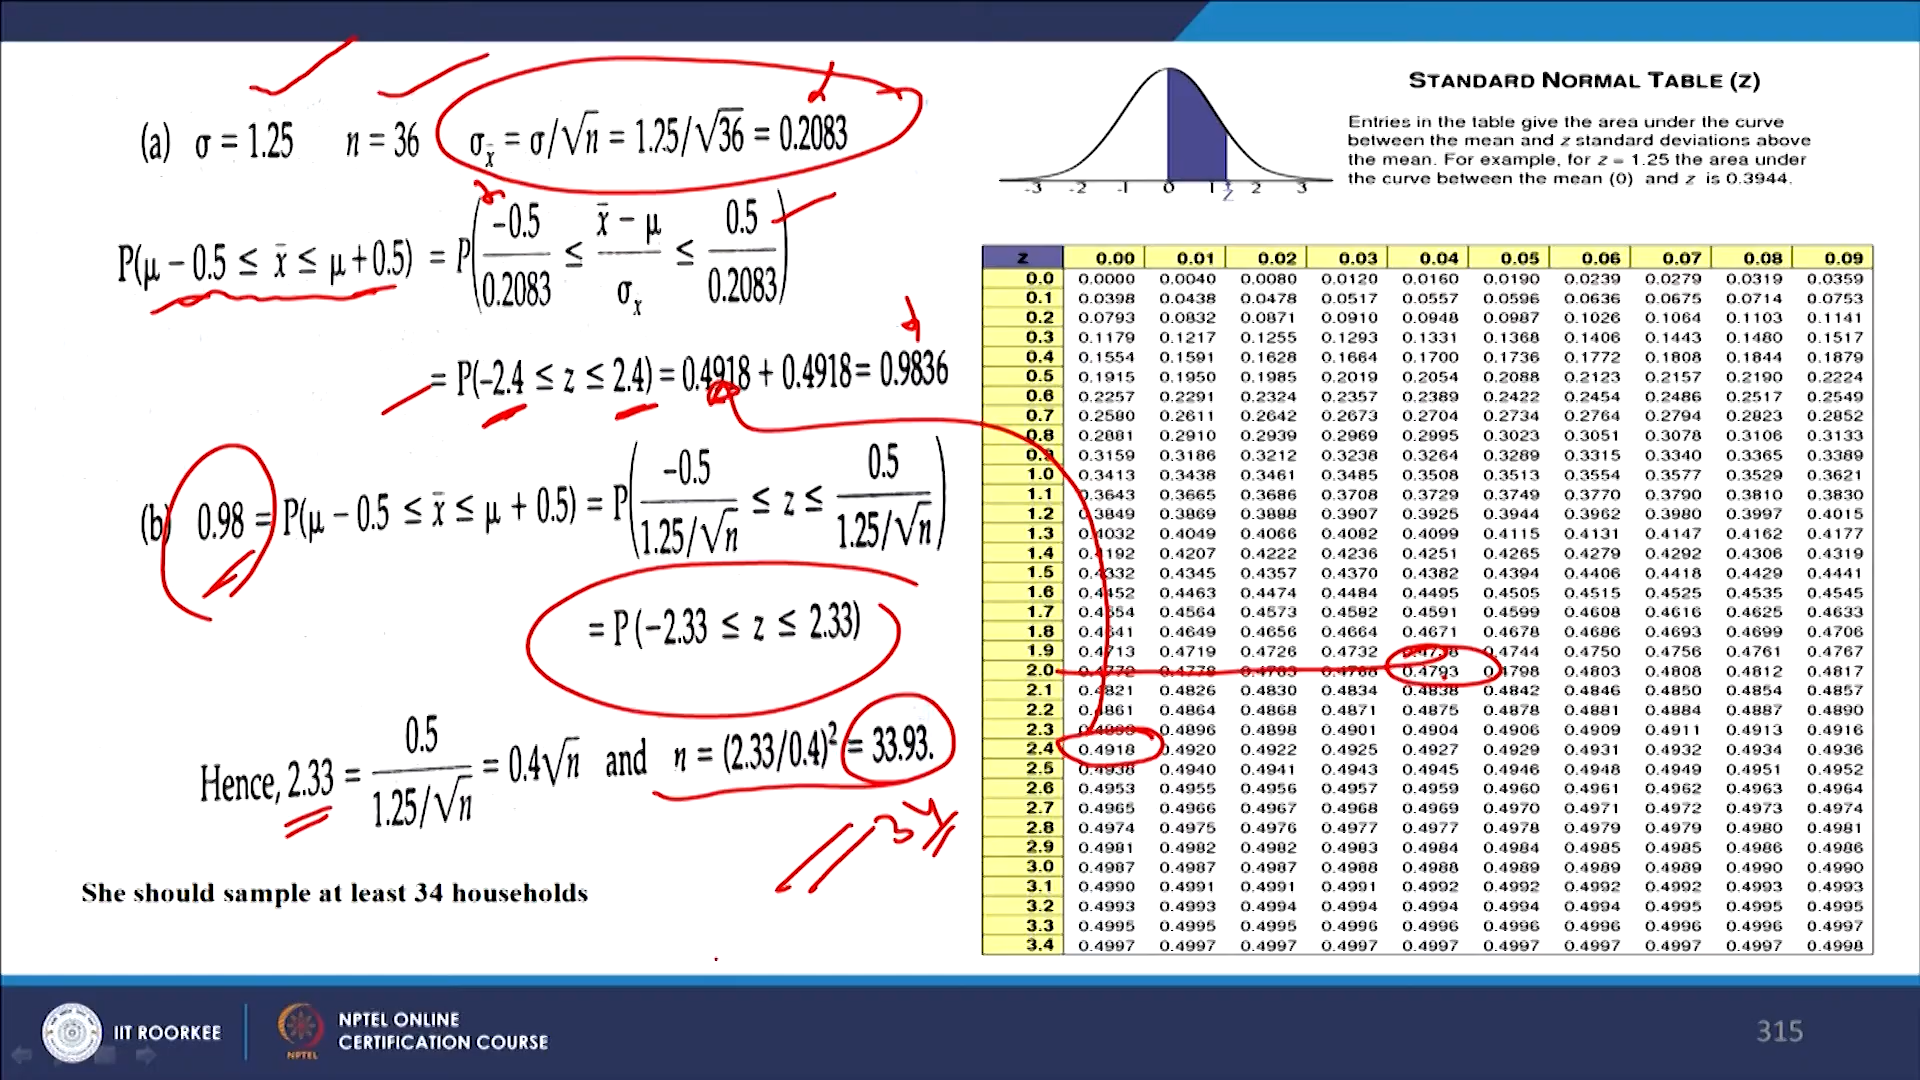 (a) σ = 1.25 n = 36 σx̄ = σ/√n = 1.25/√36 = 0.2083
P(μ − 0.5 ≤ x̄ ≤ μ + 0.5) = P(−0.5/0.2083 ≤ x̄ − μ/σx ≤ 0.5/0.2083)
= P(−2.4 ≤ z ≤ 2.4) = 0.4918 + 0.4918 = 0.9836
(b) 0.98 = P(μ − 0.5 ≤ x̄ ≤ μ + 0.5) = P(−0.5/1.25/√n ≤ z ≤ 0.5/1.25/√n)
= P (−2.33 ≤ z ≤ 2.33)
Hence, 2.33 = 0.5/1.25/√n = 0.4√n and n = (2.33/0.4)² = 33.93.
34
She should sample at least 34 households
STANDARD NORMAL TABLE (Z)
Entries in the table give the area under the curve
between the mean and z standard deviations above
the mean. For example, for z = 1.25 the area under
the curve between the mean (0) and z is 0.3944.
-3 -2 -1 0 1 Z 2 3
z 0.00 0.01 0.02 0.03 0.04 0.05 0.06 0.07 0.08 0.09
0.0 0.0000 0.0040 0.0080 0.0120 0.0160 0.0190 0.0239 0.0279 0.0319 0.0359
0.1 0.0398 0.0438 0.0478 0.0517 0.0557 0.0596 0.0636 0.0675 0.0714 0.0753
0.2 0.0793 0.0832 0.0871 0.0910 0.0948 0.0987 0.1026 0.1064 0.1103 0.1141
0.3 0.1179 0.1217 0.1255 0.1293 0.1331 0.1368 0.1406 0.1443 0.1480 0.1517
0.4 0.1554 0.1591 0.1628 0.1664 0.1700 0.1736 0.1772 0.1808 0.1844 0.1879
0.5 0.1915 0.1950 0.1985 0.2019 0.2054 0.2088 0.2123 0.2157 0.2190 0.2224
0.6 0.2257 0.2291 0.2324 0.2357 0.2389 0.2422 0.2454 0.2486 0.2517 0.2549
0.7 0.2580 0.2611 0.2642 0.2673 0.2704 0.2734 0.2764 0.2794 0.2823 0.2852
0.8 0.2881 0.2910 0.2939 0.2969 0.2995 0.3023 0.3051 0.3078 0.3106 0.3133
0.9 0.3159 0.3186 0.3212 0.3238 0.3264 0.3289 0.3315 0.3340 0.3365 0.3389
1.0 0.3413 0.3438 0.3461 0.3485 0.3508 0.3513 0.3554 0.3577 0.3529 0.3621
1.1 0.3643 0.3665 0.3686 0.3708 0.3729 0.3749 0.3770 0.3790 0.3810 0.3830
1.2 0.3849 0.3869 0.3888 0.3907 0.3925 0.3944 0.3962 0.3980 0.3997 0.4015
1.3 0.4032 0.4049 0.4066 0.4082 0.4099 0.4115 0.4131 0.4147 0.4162 0.4177
1.4 0.4192 0.4207 0.4222 0.4236 0.4251 0.4265 0.4279 0.4292 0.4306 0.4319
1.5 0.4332 0.4345 0.4357 0.4370 0.4382 0.4394 0.4406 0.4418 0.4429 0.4441
1.6 0.4452 0.4463 0.4474 0.4484 0.4495 0.4505 0.4515 0.4525 0.4535 0.4545
1.7 0.4554 0.4564 0.4573 0.4582 0.4591 0.4599 0.4608 0.4616 0.4625 0.4633
1.8 0.4641 0.4649 0.4656 0.4664 0.4671 0.4678 0.4686 0.4693 0.4699 0.4706
1.9 0.4713 0.4719 0.4726 0.4732 0.4738 0.4744 0.4750 0.4756 0.4761 0.4767
2.0 0.4772 0.4778 0.4783 0.4788 0.4793 0.4798 0.4803 0.4808 0.4812 0.4817
2.1 0.4821 0.4826 0.4830 0.4834 0.4838 0.4842 0.4846 0.4850 0.4854 0.4857
2.2 0.4861 0.4864 0.4868 0.4871 0.4875 0.4878 0.4881 0.4884 0.4887 0.4890
2.3 0.4896 0.4898 0.4901 0.4904 0.4906 0.4909 0.4911 0.4913 0.4916
2.4 0.4918 0.4920 0.4922 0.4925 0.4927 0.4929 0.4931 0.4932 0.4934 0.4936
2.5 0.4938 0.4940 0.4941 0.4943 0.4945 0.4946 0.4948 0.4949 0.4951 0.4952
2.6 0.4953 0.4955 0.4956 0.4957 0.4959 0.4960 0.4961 0.4962 0.4963 0.4964
2.7 0.4965 0.4966 0.4967 0.4968 0.4969 0.4970 0.4971 0.4972 0.4973 0.4974
2.8 0.4974 0.4975 0.4976 0.4977 0.4977 0.4978 0.4979 0.4979 0.4980 0.4981
2.9 0.4981 0.4982 0.4982 0.4983 0.4984 0.4984 0.4985 0.4985 0.4986 0.4986
3.0 0.4987 0.4987 0.4987 0.4988 0.4988 0.4989 0.4989 0.4989 0.4990 0.4990
3.1 0.4990 0.4991 0.4991 0.4991 0.4992 0.4992 0.4992 0.4992 0.4993 0.4993
3.2 0.4993 0.4993 0.4994 0.4994 0.4994 0.4994 0.4994 0.4995 0.4995 0.4995
3.3 0.4995 0.4995 0.4995 0.4996 0.4996 0.4996 0.4996 0.4996 0.4996 0.4997
3.4 0.4997 0.4997 0.4997 0.4997 0.4997 0.4997 0.4997 0.4997 0.4997 0.4998
IIT ROORKEE
NPTEL
NPTEL ONLINE
CERTIFICATION COURSE
315